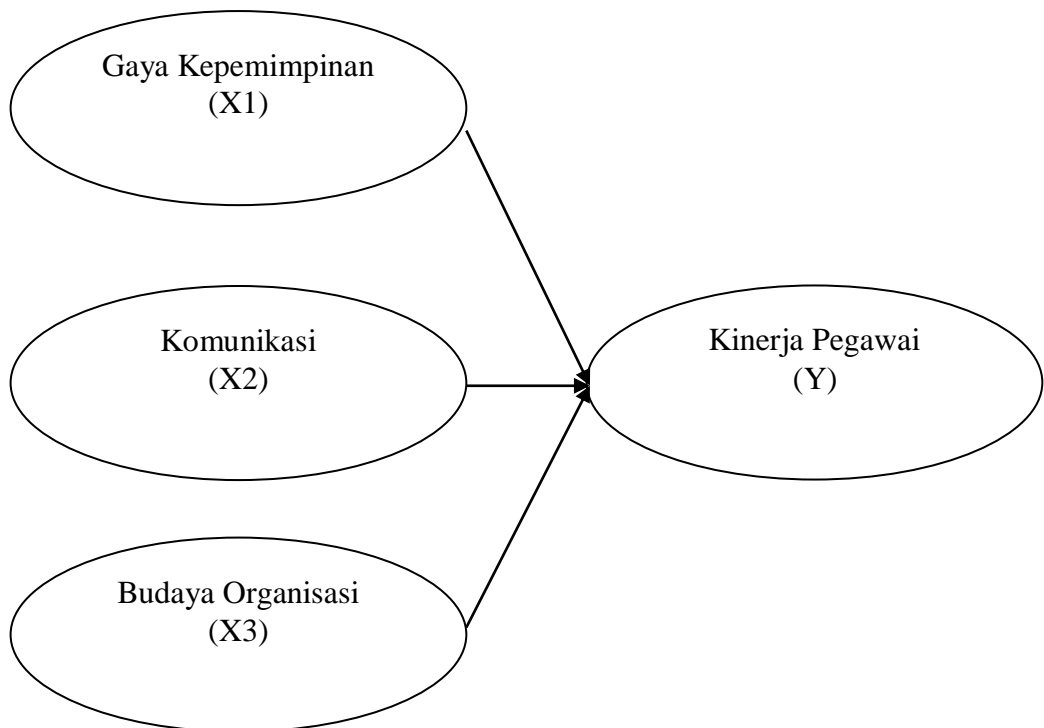 Gaya Kepemimpinan
(X1)
Komunikasi
(X2)
Kinerja Pegawai
(Y)
Budaya Organisasi
(X3)